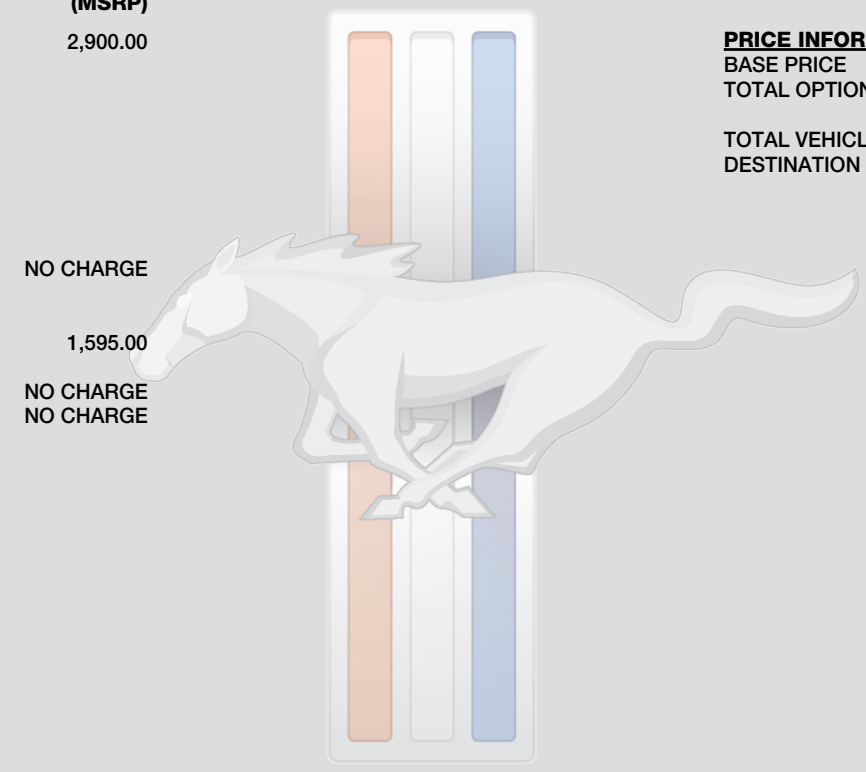 (MSRP)
2,900.00
NO CHARGE
1,595.00
NO CHARGE
NO CHARGE
PRICE INFOR
BASE PRICE
TOTAL OPTION
TOTAL VEHICL
DESTINATION